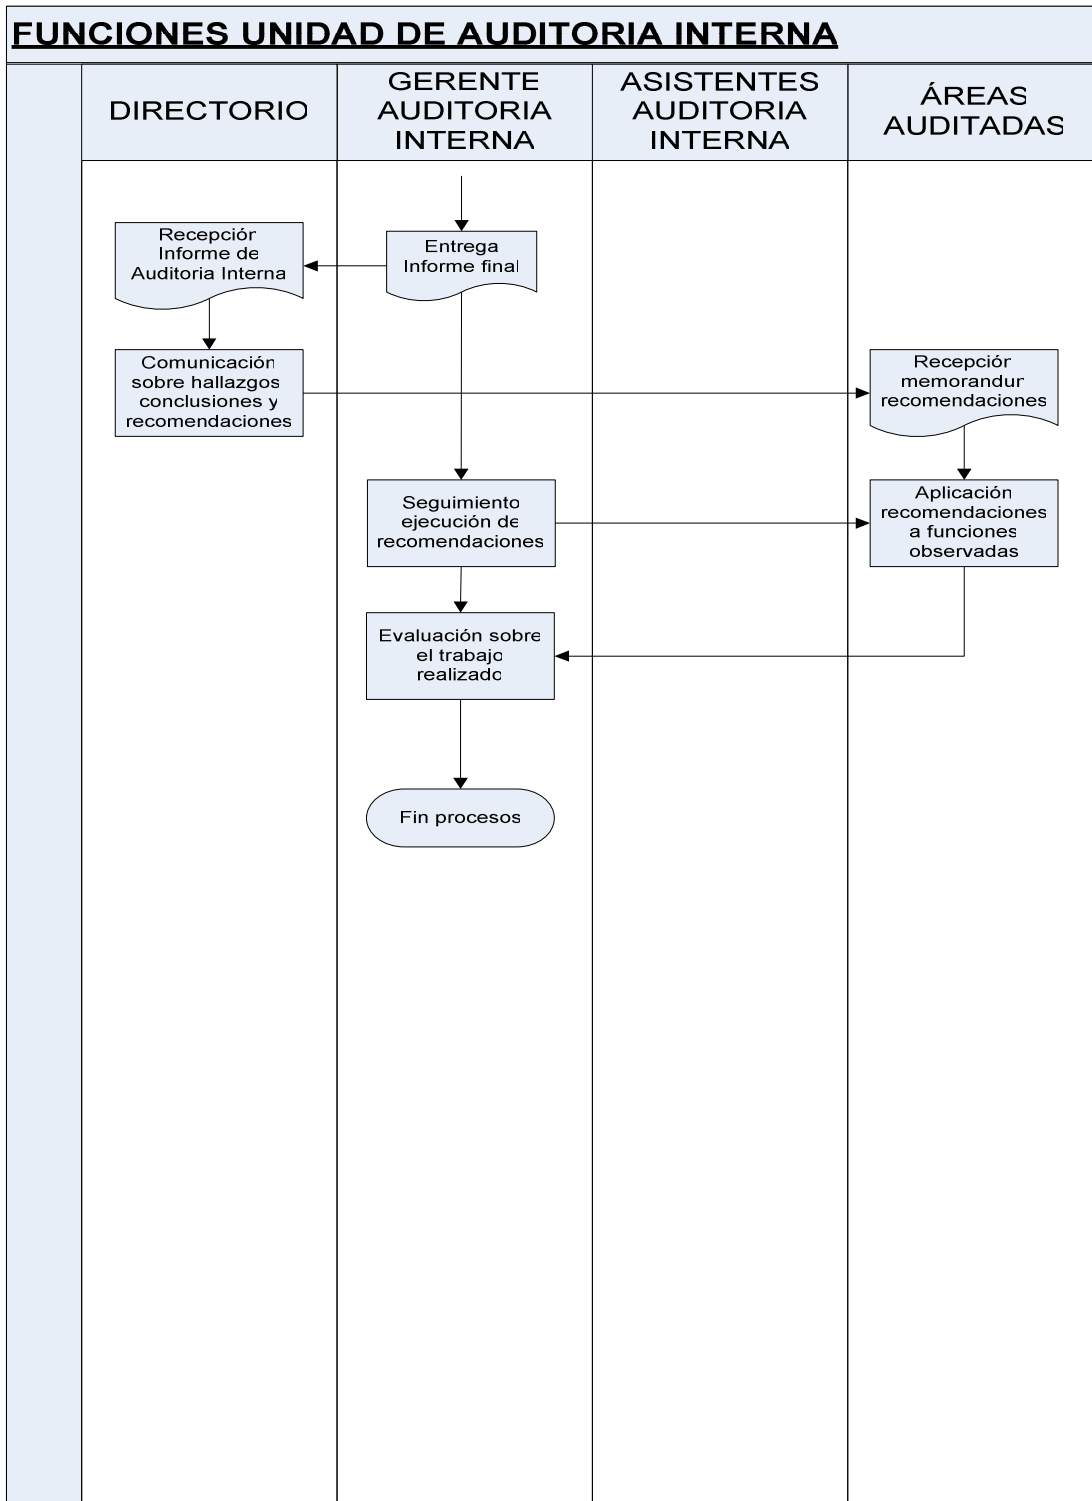 FUNCIONES UNIDAD DE AUDITORIA INTERNA
DIRECTORIO
GERENTE
AUDITORIA
INTERNA
ASISTENTES
AUDITORIA
INTERNA
ÁREAS
AUDITADAS
Recepción
Informe de
Auditoria Interna
Entrega
Informe final
Comunicación
sobre hallazgos
conclusiones y
recomendaciones
Recepción
memorandur
recomendaciones
Seguimiento
ejecución de
recomendaciones
Aplicación
recomendaciones
a funciones
observadas
Evaluación sobre
el trabajo
realizado
Fin procesos